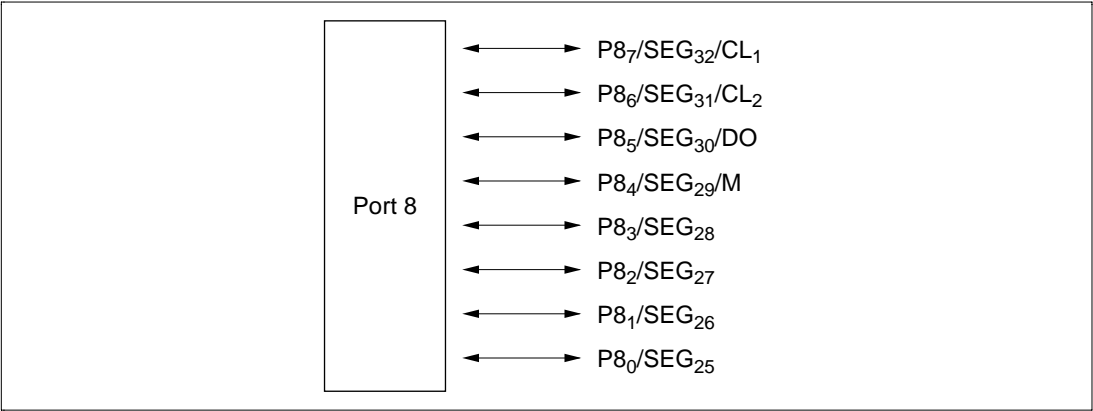 P8₇/SEG₃₂/CL₁
P8₆/SEG₃₁/CL₂
P8₅/SEG₃₀/DO
P8₄/SEG₂₉/M
Port 8
P8₃/SEG₂₈
P8₂/SEG₂₇
P8₁/SEG₂₆
P8₀/SEG₂₅